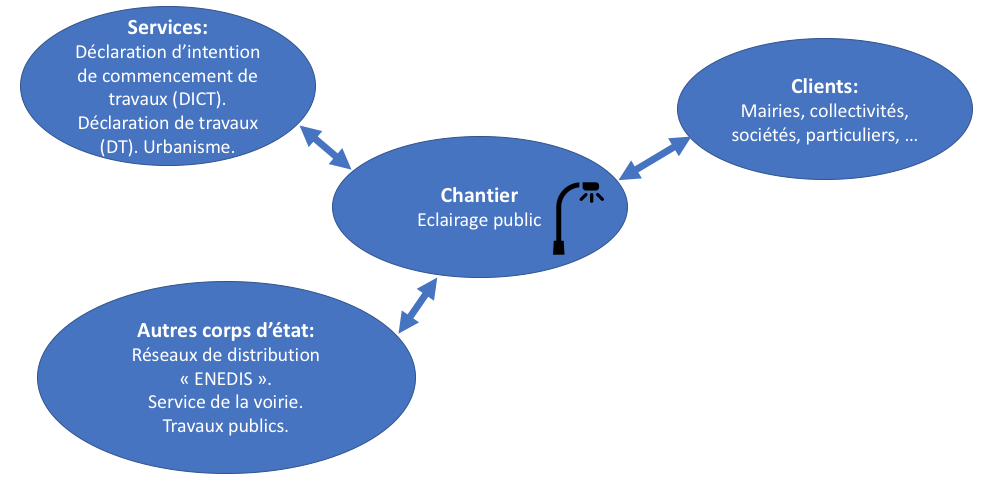 Services:
Déclaration d’intention
de commencement de
travaux (DICT).
Déclaration de travaux
(DT). Urbanisme.
Clients:
Mairies, collectivités,
sociétés, particuliers, …
Chantier
Eclairage public
Autres corps d’état:
Réseaux de distribution
« ENEDIS ».
Service de la voirie.
Travaux publics.